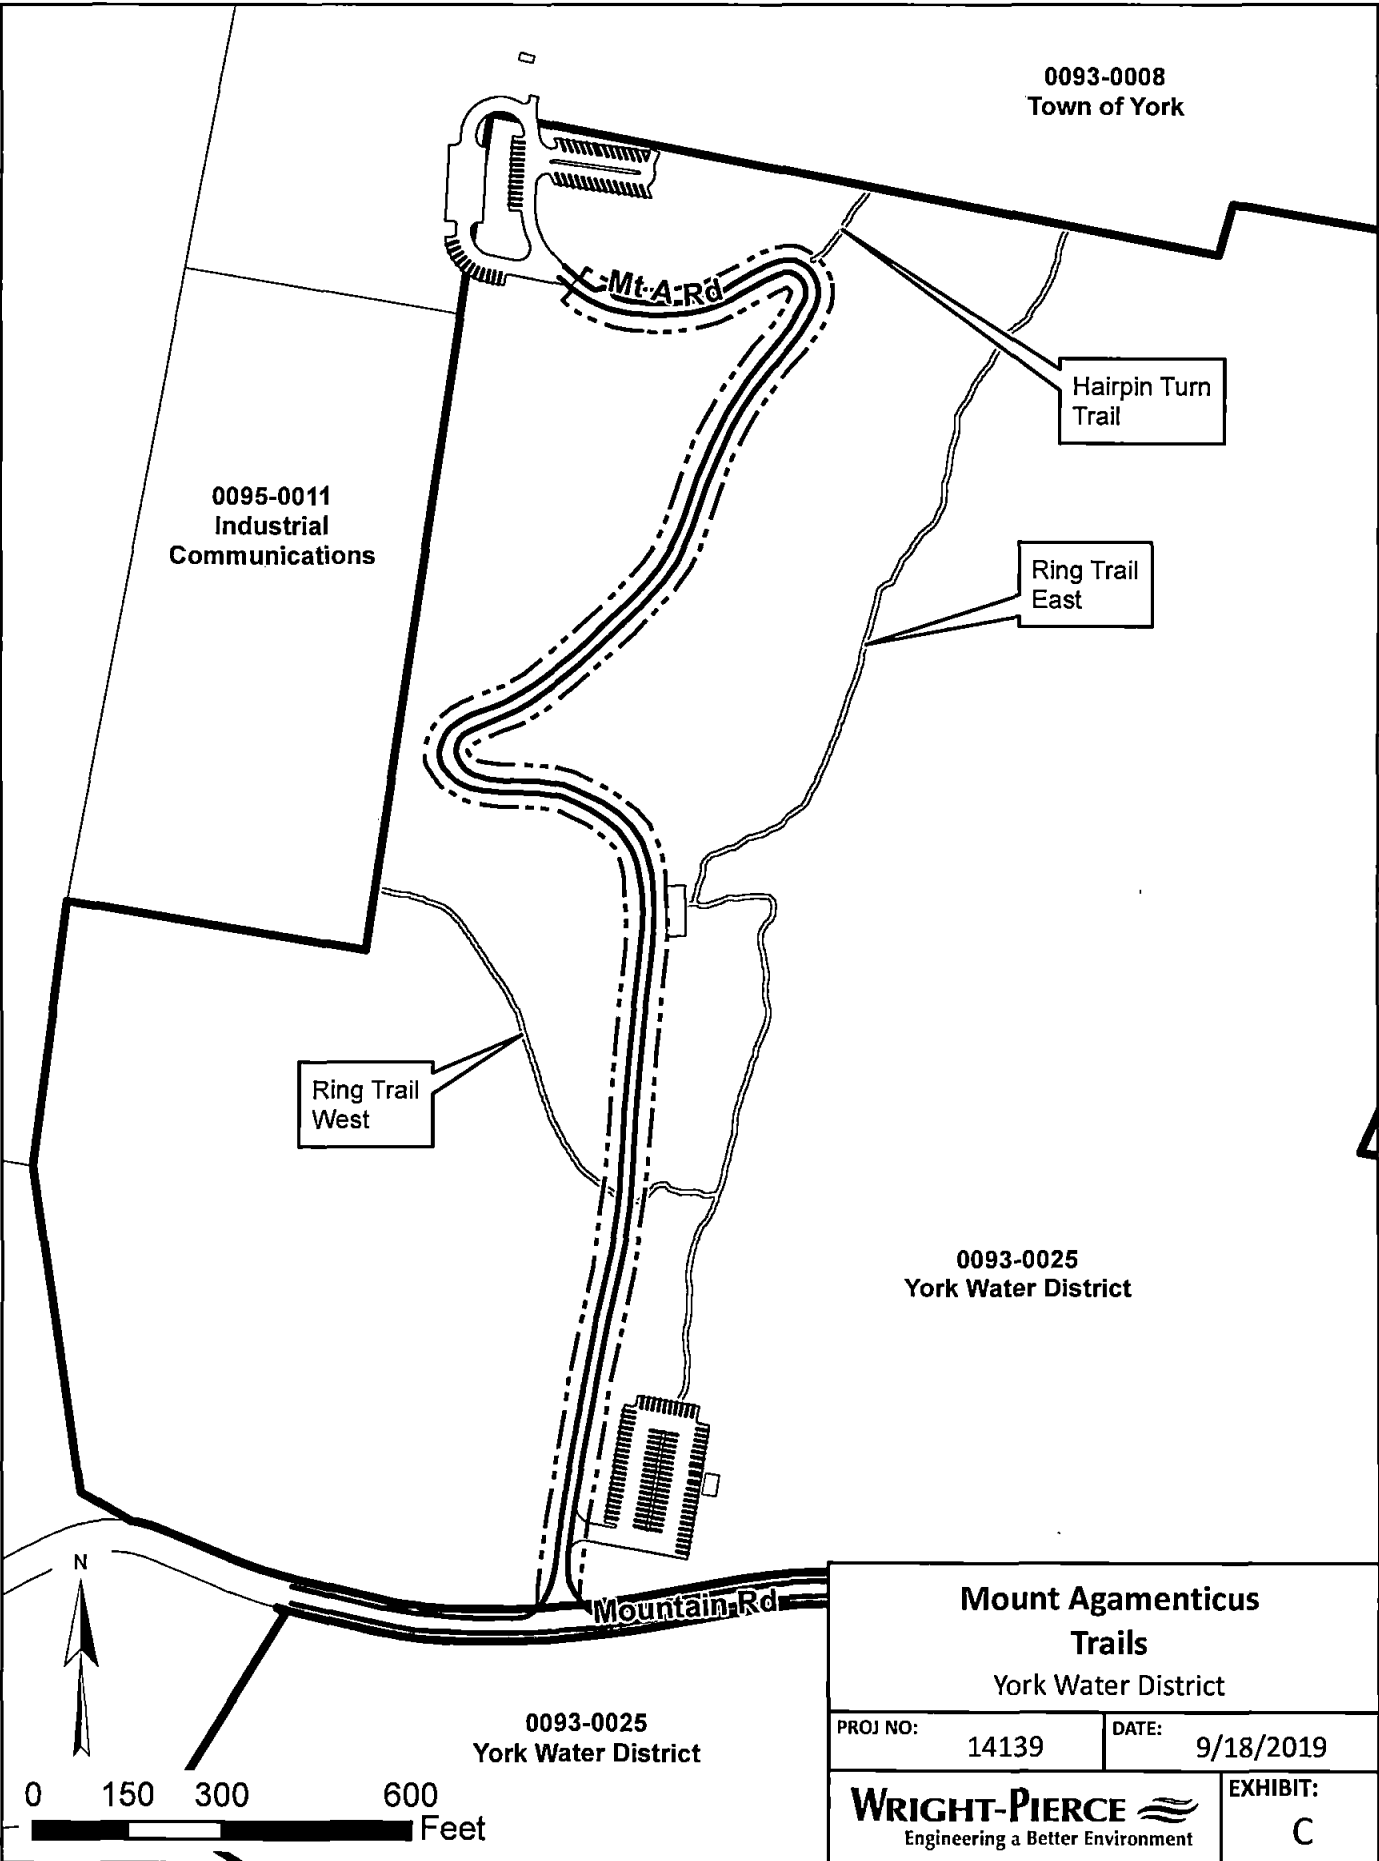 0093-0008
Town of York
Mt A Rd
Hairpin Turn
Trail
0095-0011
Industrial
Communications
Ring Trail
East
Ring Trail
West
0093-0025
York Water District
N
Mountain Rd
0093-0025
York Water District
0 150 300 600
Feet
Mount Agamenticus
Trails
York Water District
PROJ NO: 14139
DATE: 9/18/2019
WRIGHT-PIERCE
Engineering a Better Environment
EXHIBIT:
C